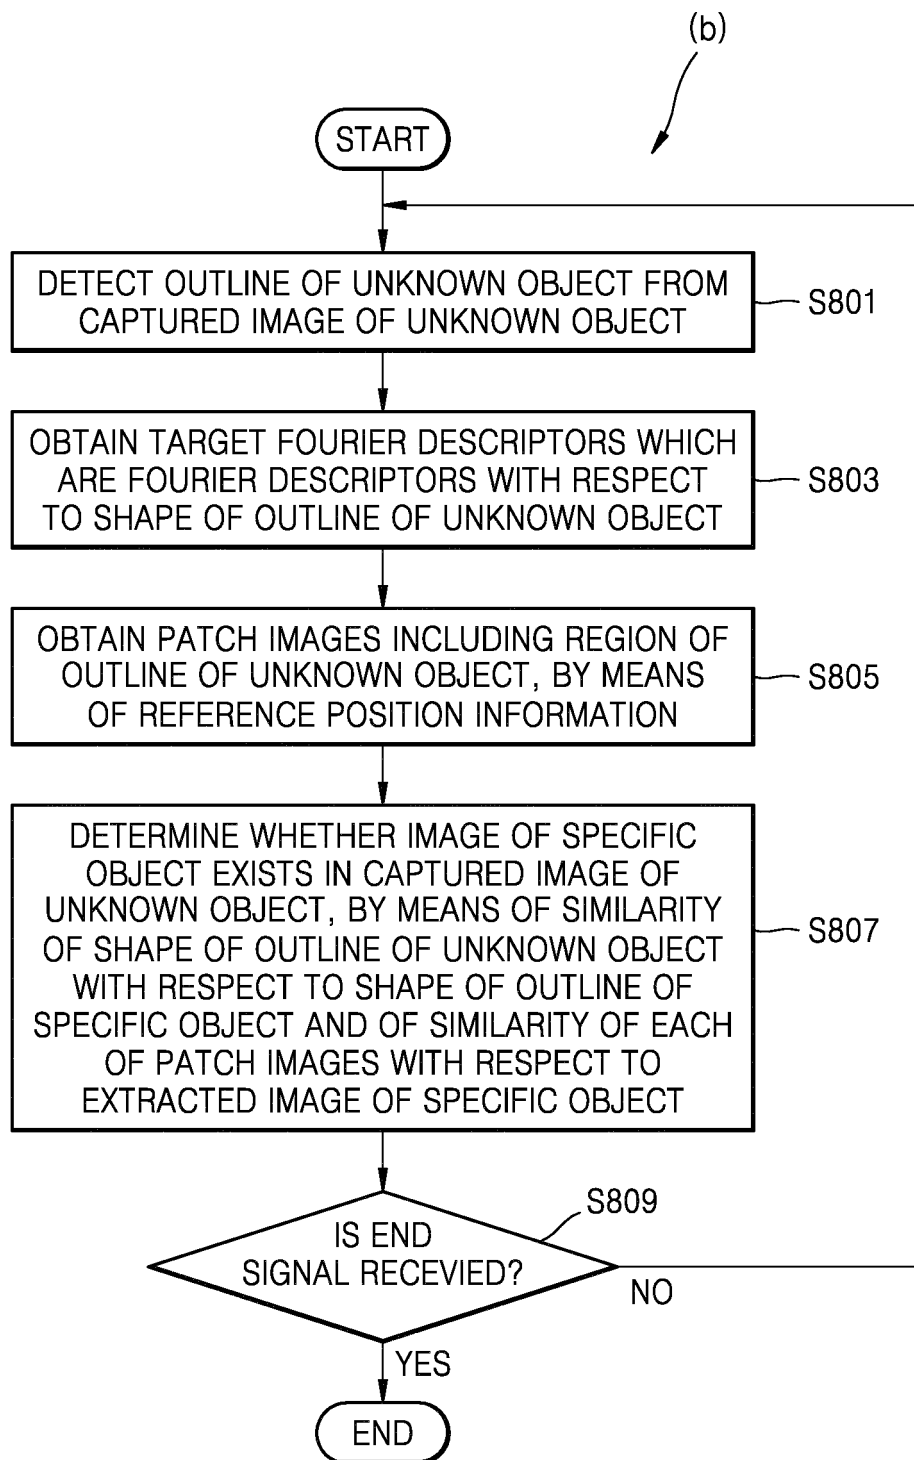 (b)
START
DETECT OUTLINE OF UNKNOWN OBJECT FROM
CAPTURED IMAGE OF UNKNOWN OBJECT
S801
OBTAIN TARGET FOURIER DESCRIPTORS WHICH
ARE FOURIER DESCRIPTORS WITH RESPECT
TO SHAPE OF OUTLINE OF UNKNOWN OBJECT
S803
OBTAIN PATCH IMAGES INCLUDING REGION OF
OUTLINE OF UNKNOWN OBJECT, BY MEANS
OF REFERENCE POSITION INFORMATION
S805
DETERMINE WHETHER IMAGE OF SPECIFIC
OBJECT EXISTS IN CAPTURED IMAGE OF
UNKNOWN OBJECT, BY MEANS OF SIMILARITY
OF SHAPE OF OUTLINE OF UNKNOWN OBJECT
WITH RESPECT TO SHAPE OF OUTLINE OF
SPECIFIC OBJECT AND OF SIMILARITY OF EACH
OF PATCH IMAGES WITH RESPECT TO
EXTRACTED IMAGE OF SPECIFIC OBJECT
S807
S809
IS END
SIGNAL RECEVIED?
NO
YES
END